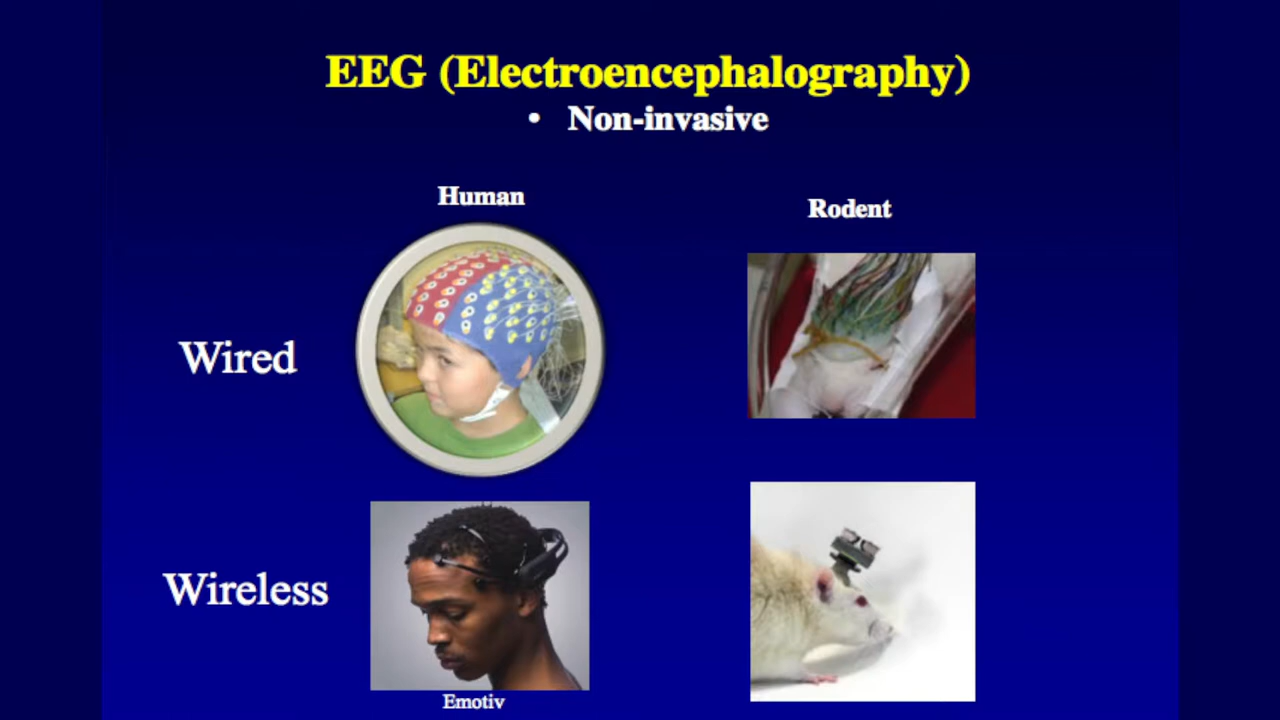 EEG (Electroencephalography)
• Non-invasive
Human
Rodent
Wired
Wireless
Emotiv